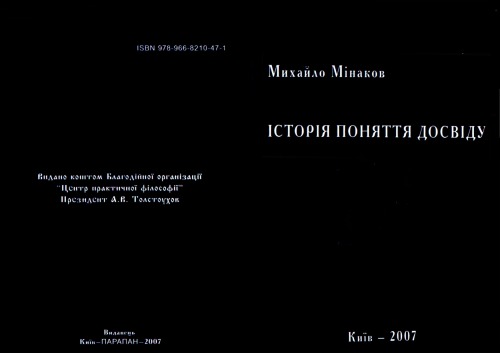 ISBN 978-966-8210-47-1
Видано коштом Благодійної організації
"Центр практичної філософії"
Президент А.В. Толстоухов
Видавець
Київ–ПАРАПАН–2007
Михайло Мінаков
ІСТОРІЯ ПОНЯТТЯ ДОСВІДУ
Київ – 2007